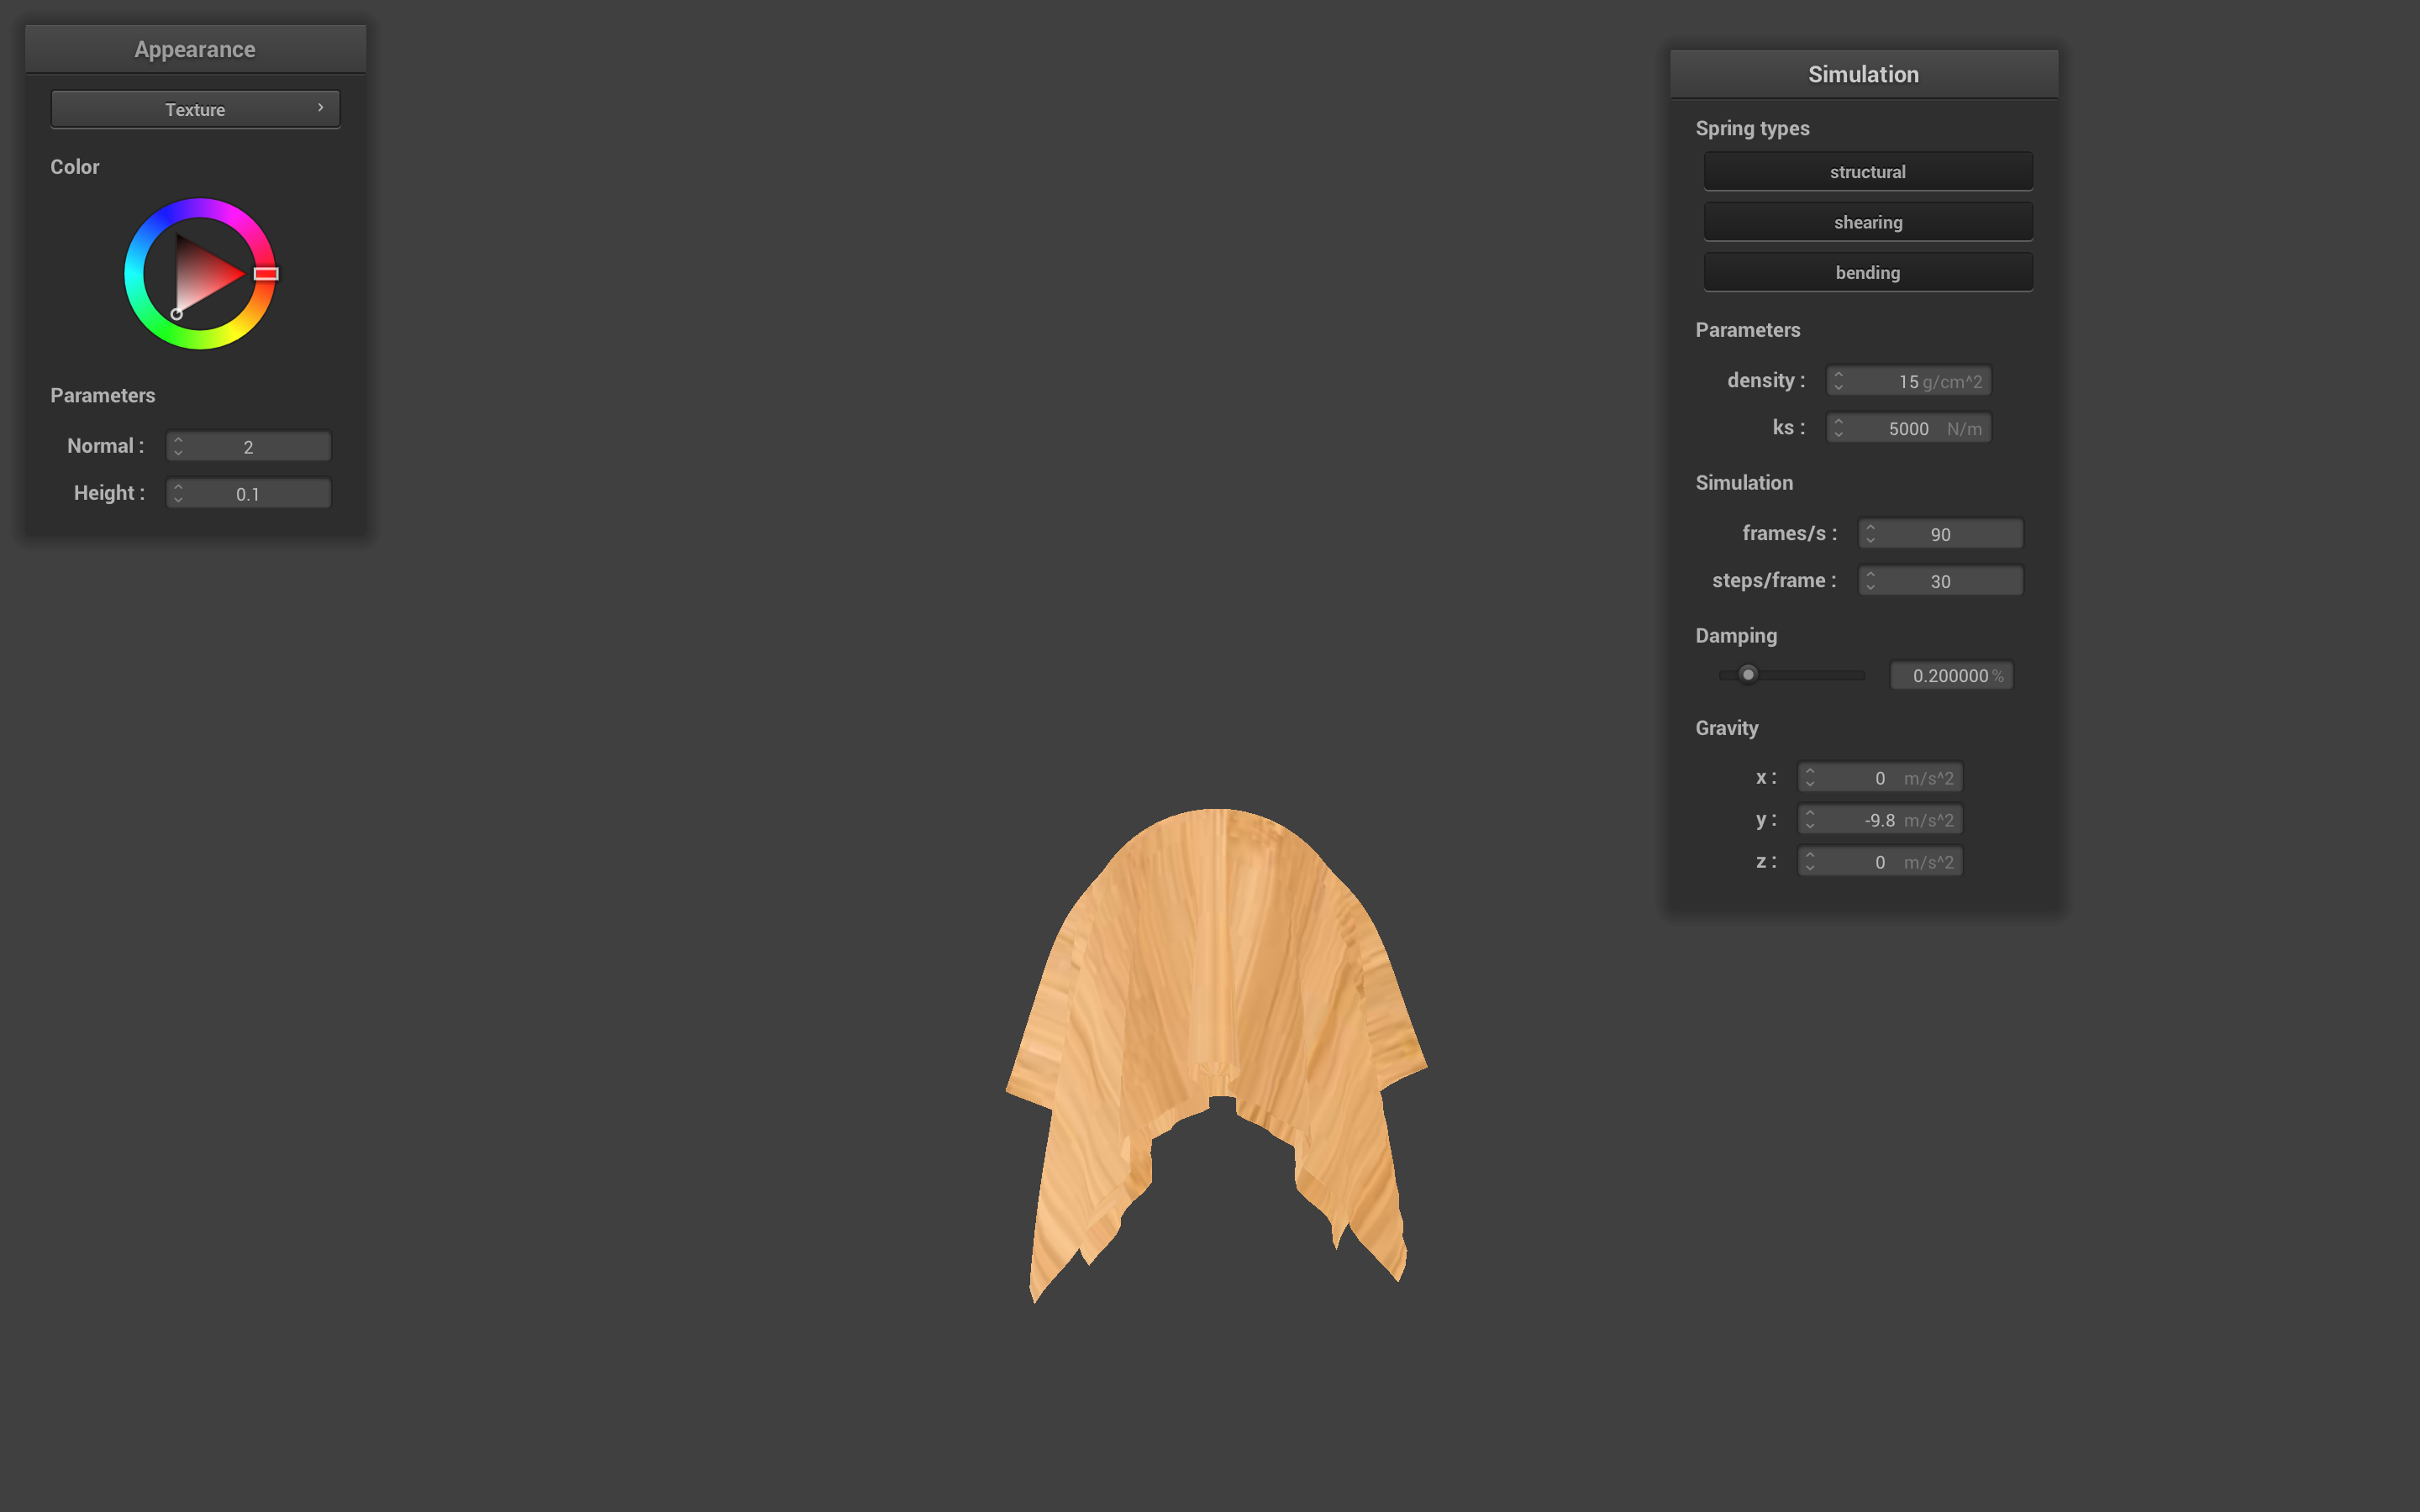 Appearance
Texture
Color
Parameters
Normal : 2
Height : 0.1
Simulation
Spring types
structural
shearing
bending
Parameters
density : 15 g/cm^2
ks : 5000 N/m
Simulation
frames/s : 90
steps/frame : 30
Damping
0.200000 %
Gravity
x : 0 m/s^2
y : -9.8 m/s^2
z : 0 m/s^2